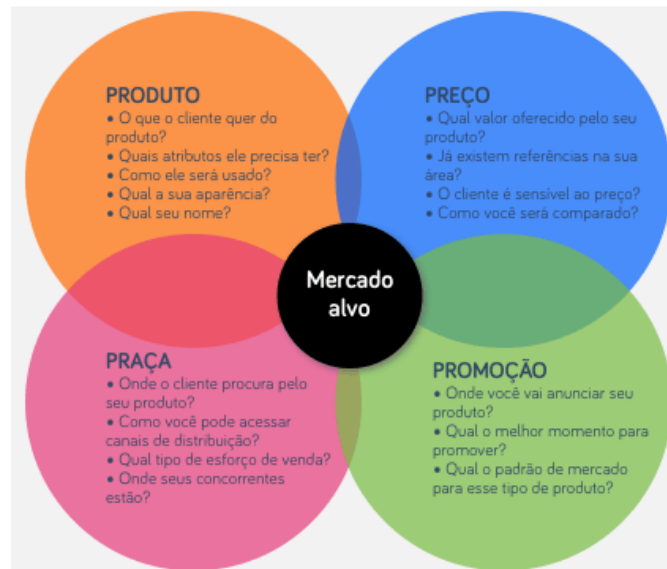 PRODUTO
● O que o cliente quer do
produto?
● Quais atributos ele precisa ter?
● Como ele será usado?
● Qual a sua aparência?
● Qual seu nome?
PREÇO
● Qual valor oferecido pelo seu
produto?
● Já existem referências na sua
área?
● O cliente é sensível ao preço?
● Como você será comparado?
Mercado
alvo
PRAÇA
● Onde o cliente procura pelo
seu produto?
● Como você pode acessar
canais de distribuição?
● Qual tipo de esforço de venda?
● Onde seus concorrentes
estão?
PROMOÇÃO
● Onde você vai anunciar seu
produto?
● Qual o melhor momento para
promover?
● Qual o padrão de mercado
para esse tipo de produto?